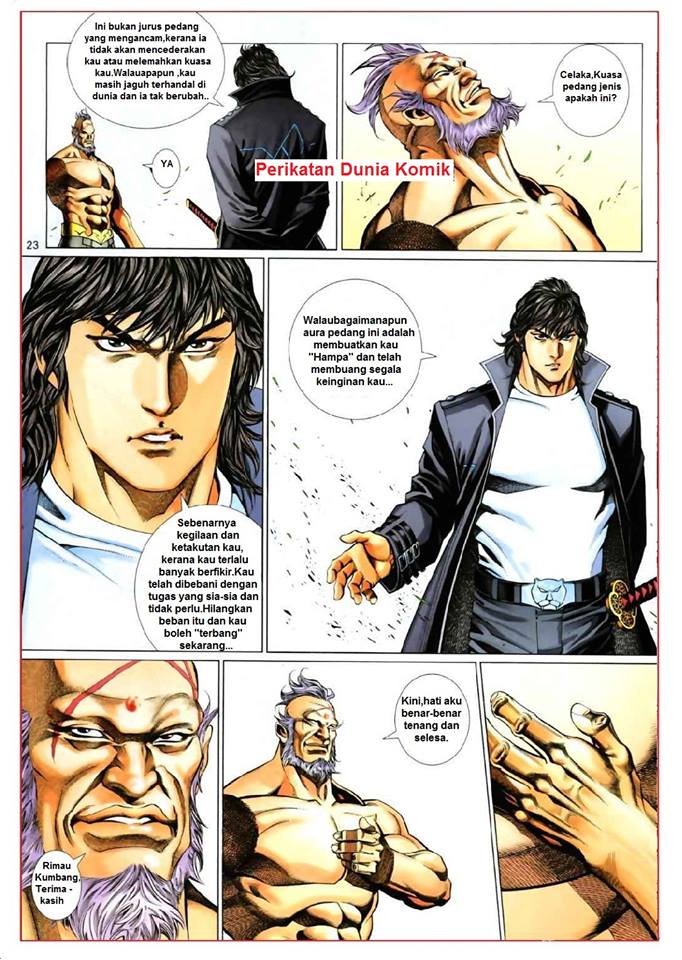 Ini bukan jurus pedang
yang mengancam,kerana ia
tidak akan mencederakan
kau atau melemahkan kuasa
kau.Walauapapun ,kau
masih jaguh terhandal di
dunia dan ia tak berubah..
YA
Perikatan Dunia Komik
Celaka,Kuasa
pedang jenis
apakah ini?
23
Sebenarnya
kegilaan dan
ketakutan kau,
kerana kau terlalu
banyak berfikir.Kau
telah dibebani dengan
tugas yang sia-sia dan
tidak perlu.Hilangkan
beban itu dan kau
boleh "terbang"
sekarang...
Walaubagaimanapun
aura pedang ini adalah
membuatkan kau
"Hampa" dan telah
membuang segala
keinginan kau...
Rimau
Kumbang,
Terima -
kasih
Kini,hati aku
benar-benar
tenang dan
selesa.